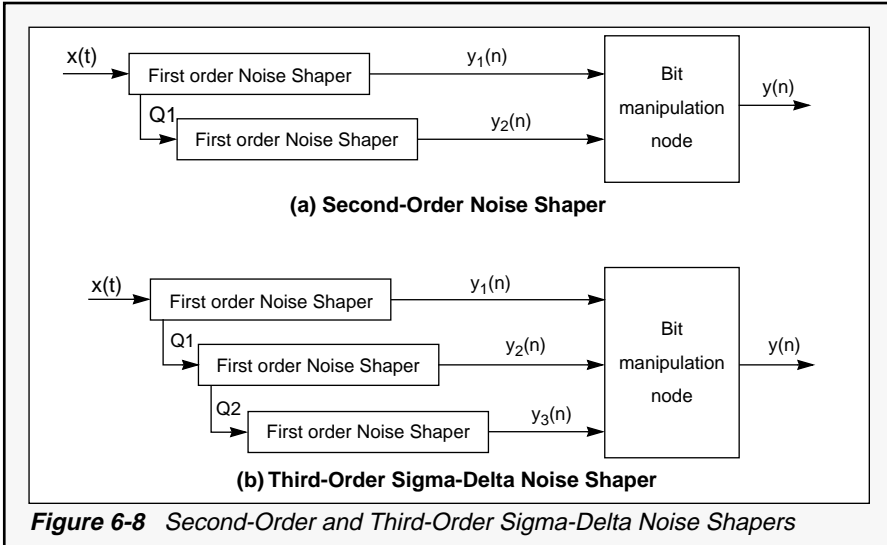 x(t)
First order Noise Shaper
y1(n)
Q1
First order Noise Shaper
y2(n)
Bit
manipulation
node
y(n)
(a) Second-Order Noise Shaper
x(t)
First order Noise Shaper
y1(n)
Q1
First order Noise Shaper
y2(n)
Q2
First order Noise Shaper
y3(n)
Bit
manipulation
node
y(n)
(b) Third-Order Sigma-Delta Noise Shaper
Figure 6-8 Second-Order and Third-Order Sigma-Delta Noise Shapers